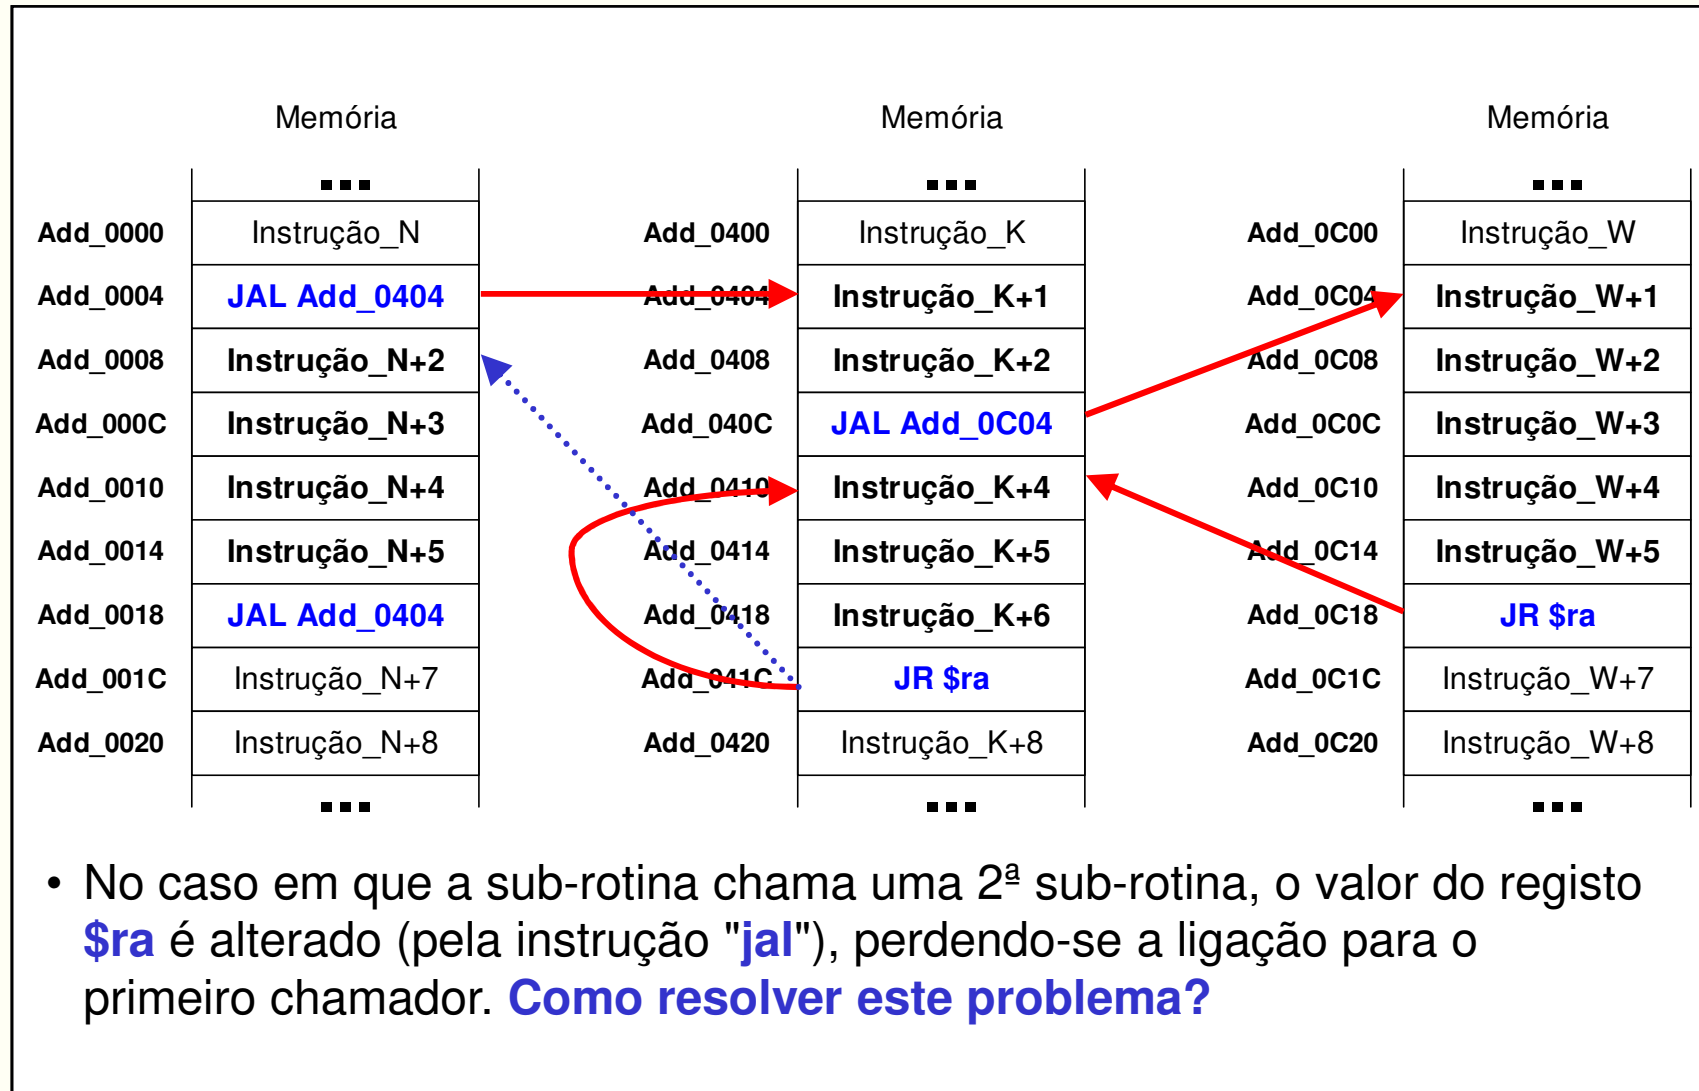 Memória Memória Memória
Add_0000 Instrução_N Add_0400 Instrução_K Add_0C00 Instrução_W
Add_0004 JAL Add_0404 Add_0404 Instrução_K+1 Add_0C04 Instrução_W+1
Add_0008 Instrução_N+2 Add_0408 Instrução_K+2 Add_0C08 Instrução_W+2
Add_000C Instrução_N+3 Add_040C JAL Add_0C04 Add_0C0C Instrução_W+3
Add_0010 Instrução_N+4 Add_0410 Instrução_K+4 Add_0C10 Instrução_W+4
Add_0014 Instrução_N+5 Add_0414 Instrução_K+5 Add_0C14 Instrução_W+5
Add_0018 JAL Add_0404 Add_0418 Instrução_K+6 Add_0C18 JR $ra
Add_001C Instrução_N+7 Add_041C JR $ra Add_0C1C Instrução_W+7
Add_0020 Instrução_N+8 Add_0420 Instrução_K+8 Add_0C20 Instrução_W+8
• No caso em que a sub-rotina chama uma 2ª sub-rotina, o valor do registo
$ra é alterado (pela instrução "jal"), perdendo-se a ligação para o
primeiro chamador. Como resolver este problema?